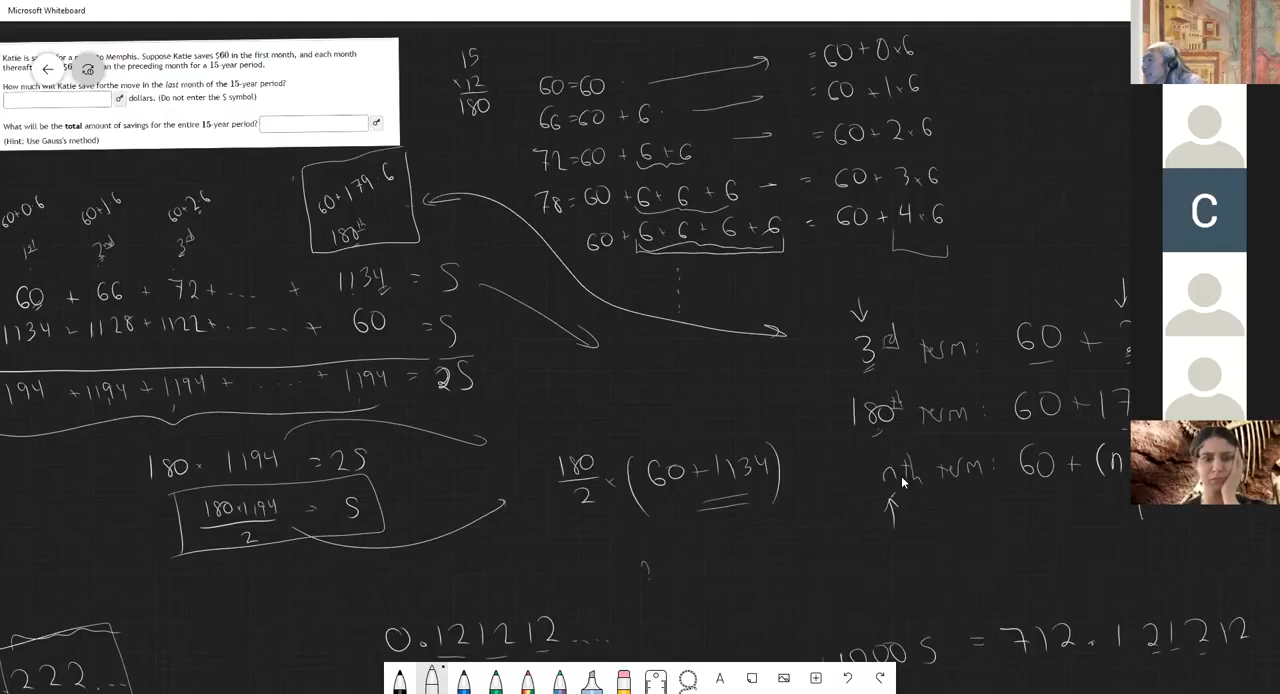 Microsoft Whiteboard
Katie is to Memphis. Suppose Katie saves $60 in the first month, and each month
the preceding month for a 15-year period.
How much will Katie save forthe move in the last month of the 15-year period?
dollars. (Do not enter the $ symbol)
What will be the total amount of savings for the entire 15-year period?
(Hint: Use Gauss's method)
15
×12
180
60=60
= 60+0×6
66=60 + 6
= 60 + 1×6
72=60 + 6+6
= 60+2×6
78=60 + 6+6+6
= 60+3×6
60+6+6+6+6
= 60+4×6
60+0·6
60+1·6
60+2·6
1st
2nd
3rd
60+179·6
180th
60 + 66 + 72+ ... + 1134 = S
1134 + 1128+1122+ ..... + 60 = S
194 +1194+1194+ ..... + 1194 = 2S
180 · 1194 = 2S
180×1194
2
= S
180
2
× (60+1134)
3rd term: 60 +
180th term: 60+17
nth term: 60 + (n
?
0.121212....
222...
1000 S = 712.121212
C
A